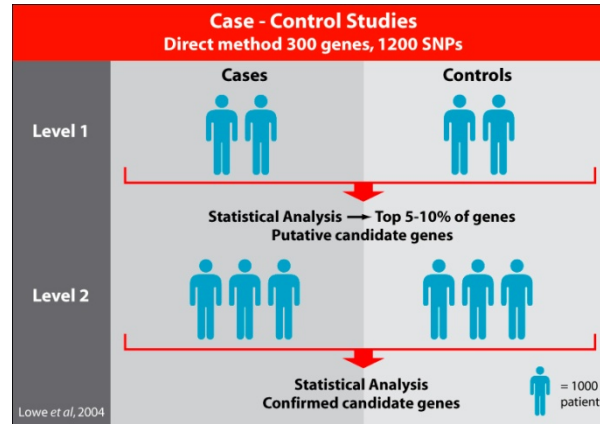 Case - Control Studies
Direct method 300 genes, 1200 SNPs
Cases
Controls
Level 1
Statistical Analysis → Top 5-10% of genes
Putative candidate genes
Level 2
Statistical Analysis
Confirmed candidate genes
= 1000
patient
Lowe et al, 2004